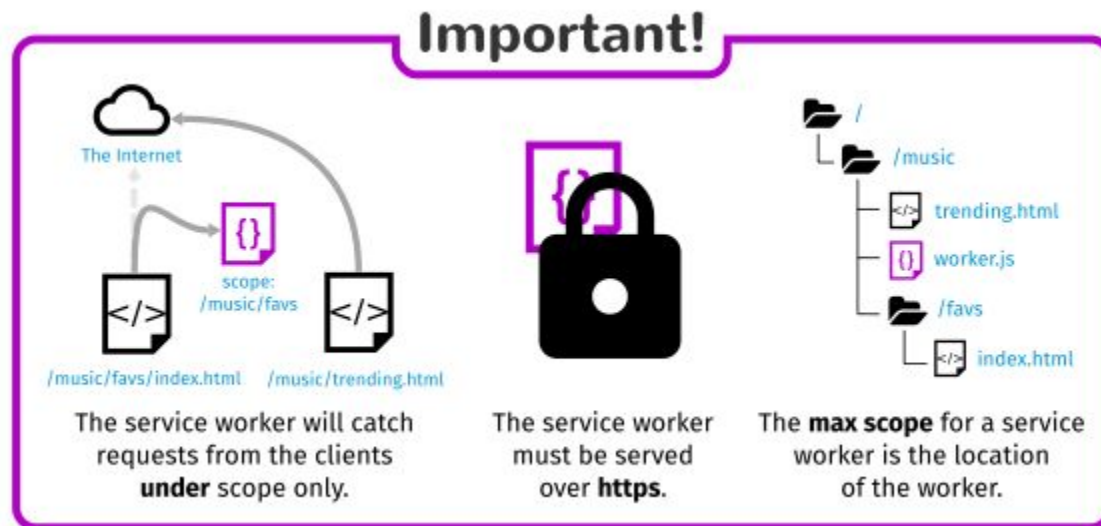 Important!
The Internet
{}
scope:
/music/favs
</>
</>
/music/favs/index.html
/music/trending.html
The service worker will catch
requests from the clients
under scope only.
{}
The service worker
must be served
over https.
/
/music
</> trending.html
{} worker.js
/favs
</> index.html
The max scope for a service
worker is the location
of the worker.